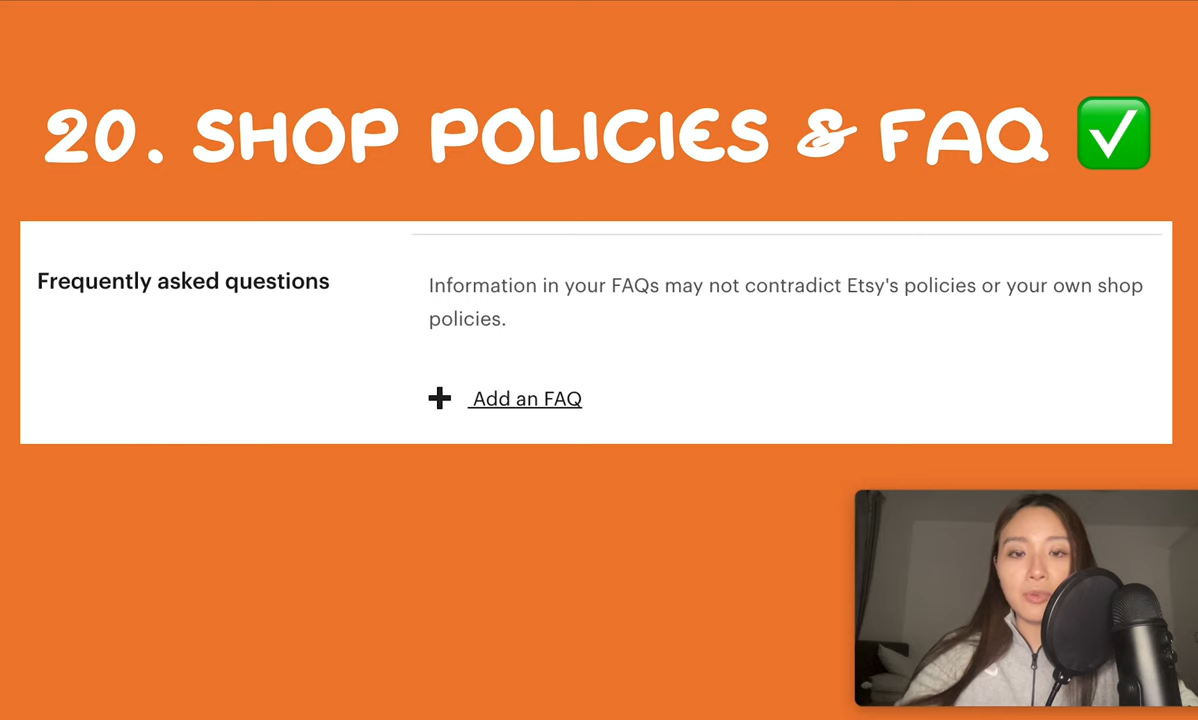 20. SHOP POLICIES & FAQ ✅
Frequently asked questions
Information in your FAQs may not contradict Etsy's policies or your own shop
policies.
+ Add an FAQ